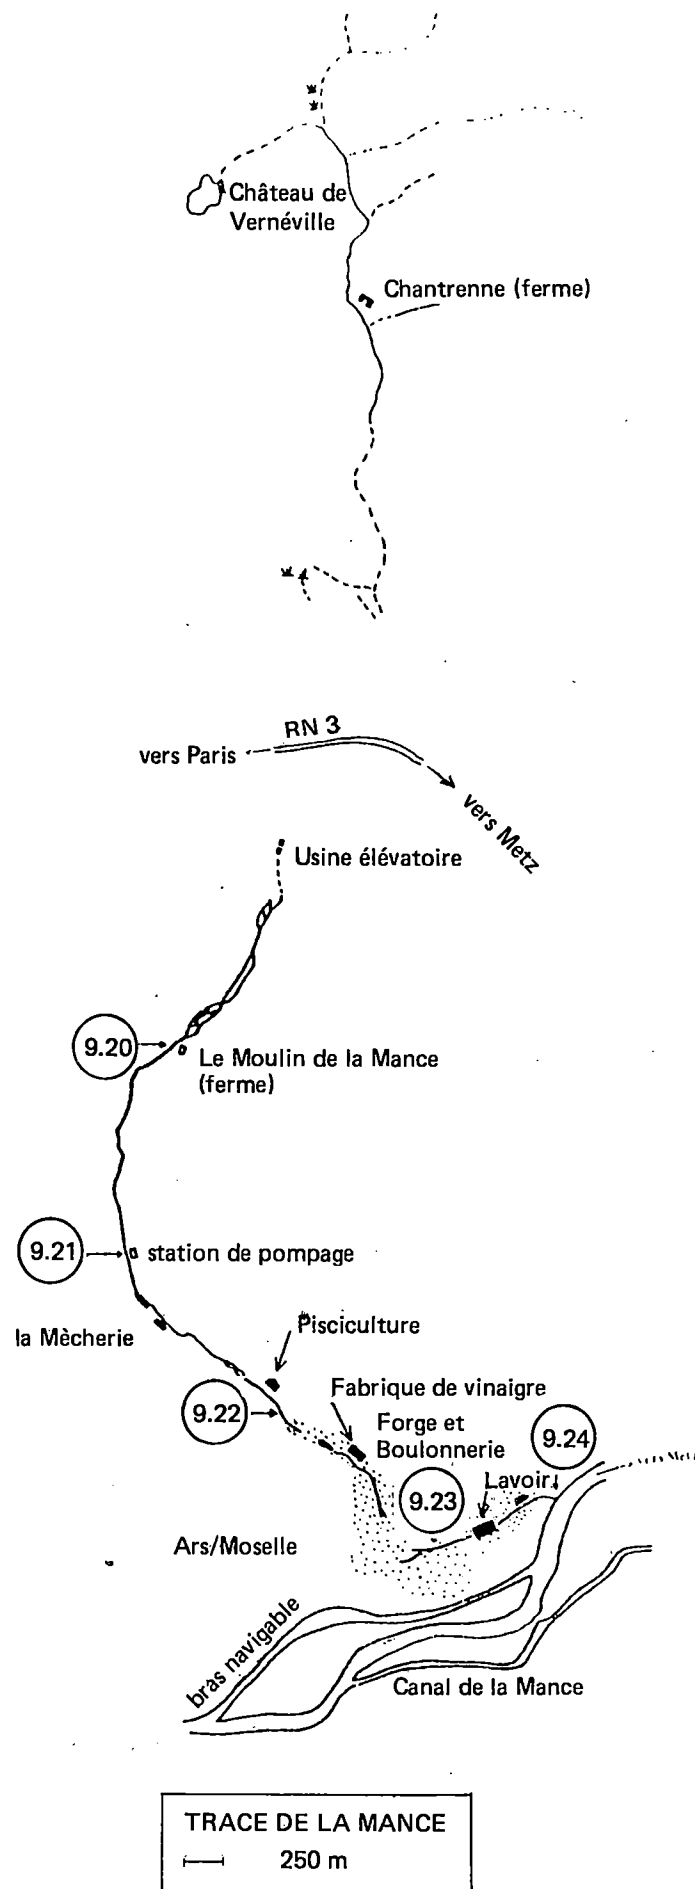 Château de
Vernéville
Chantrenne (ferme)
RN 3
vers Paris
vers Metz
Usine élévatoire
9.20
Le Moulin de la Mance
(ferme)
9.21
station de pompage
la Mècherie
Pisciculture
Fabrique de vinaigre
9.22
Forge et
Boulonnerie
9.24
9.23
Lavoir
Ars/Moselle
bras navigable
Canal de la Mance
TRACE DE LA MANCE
250 m